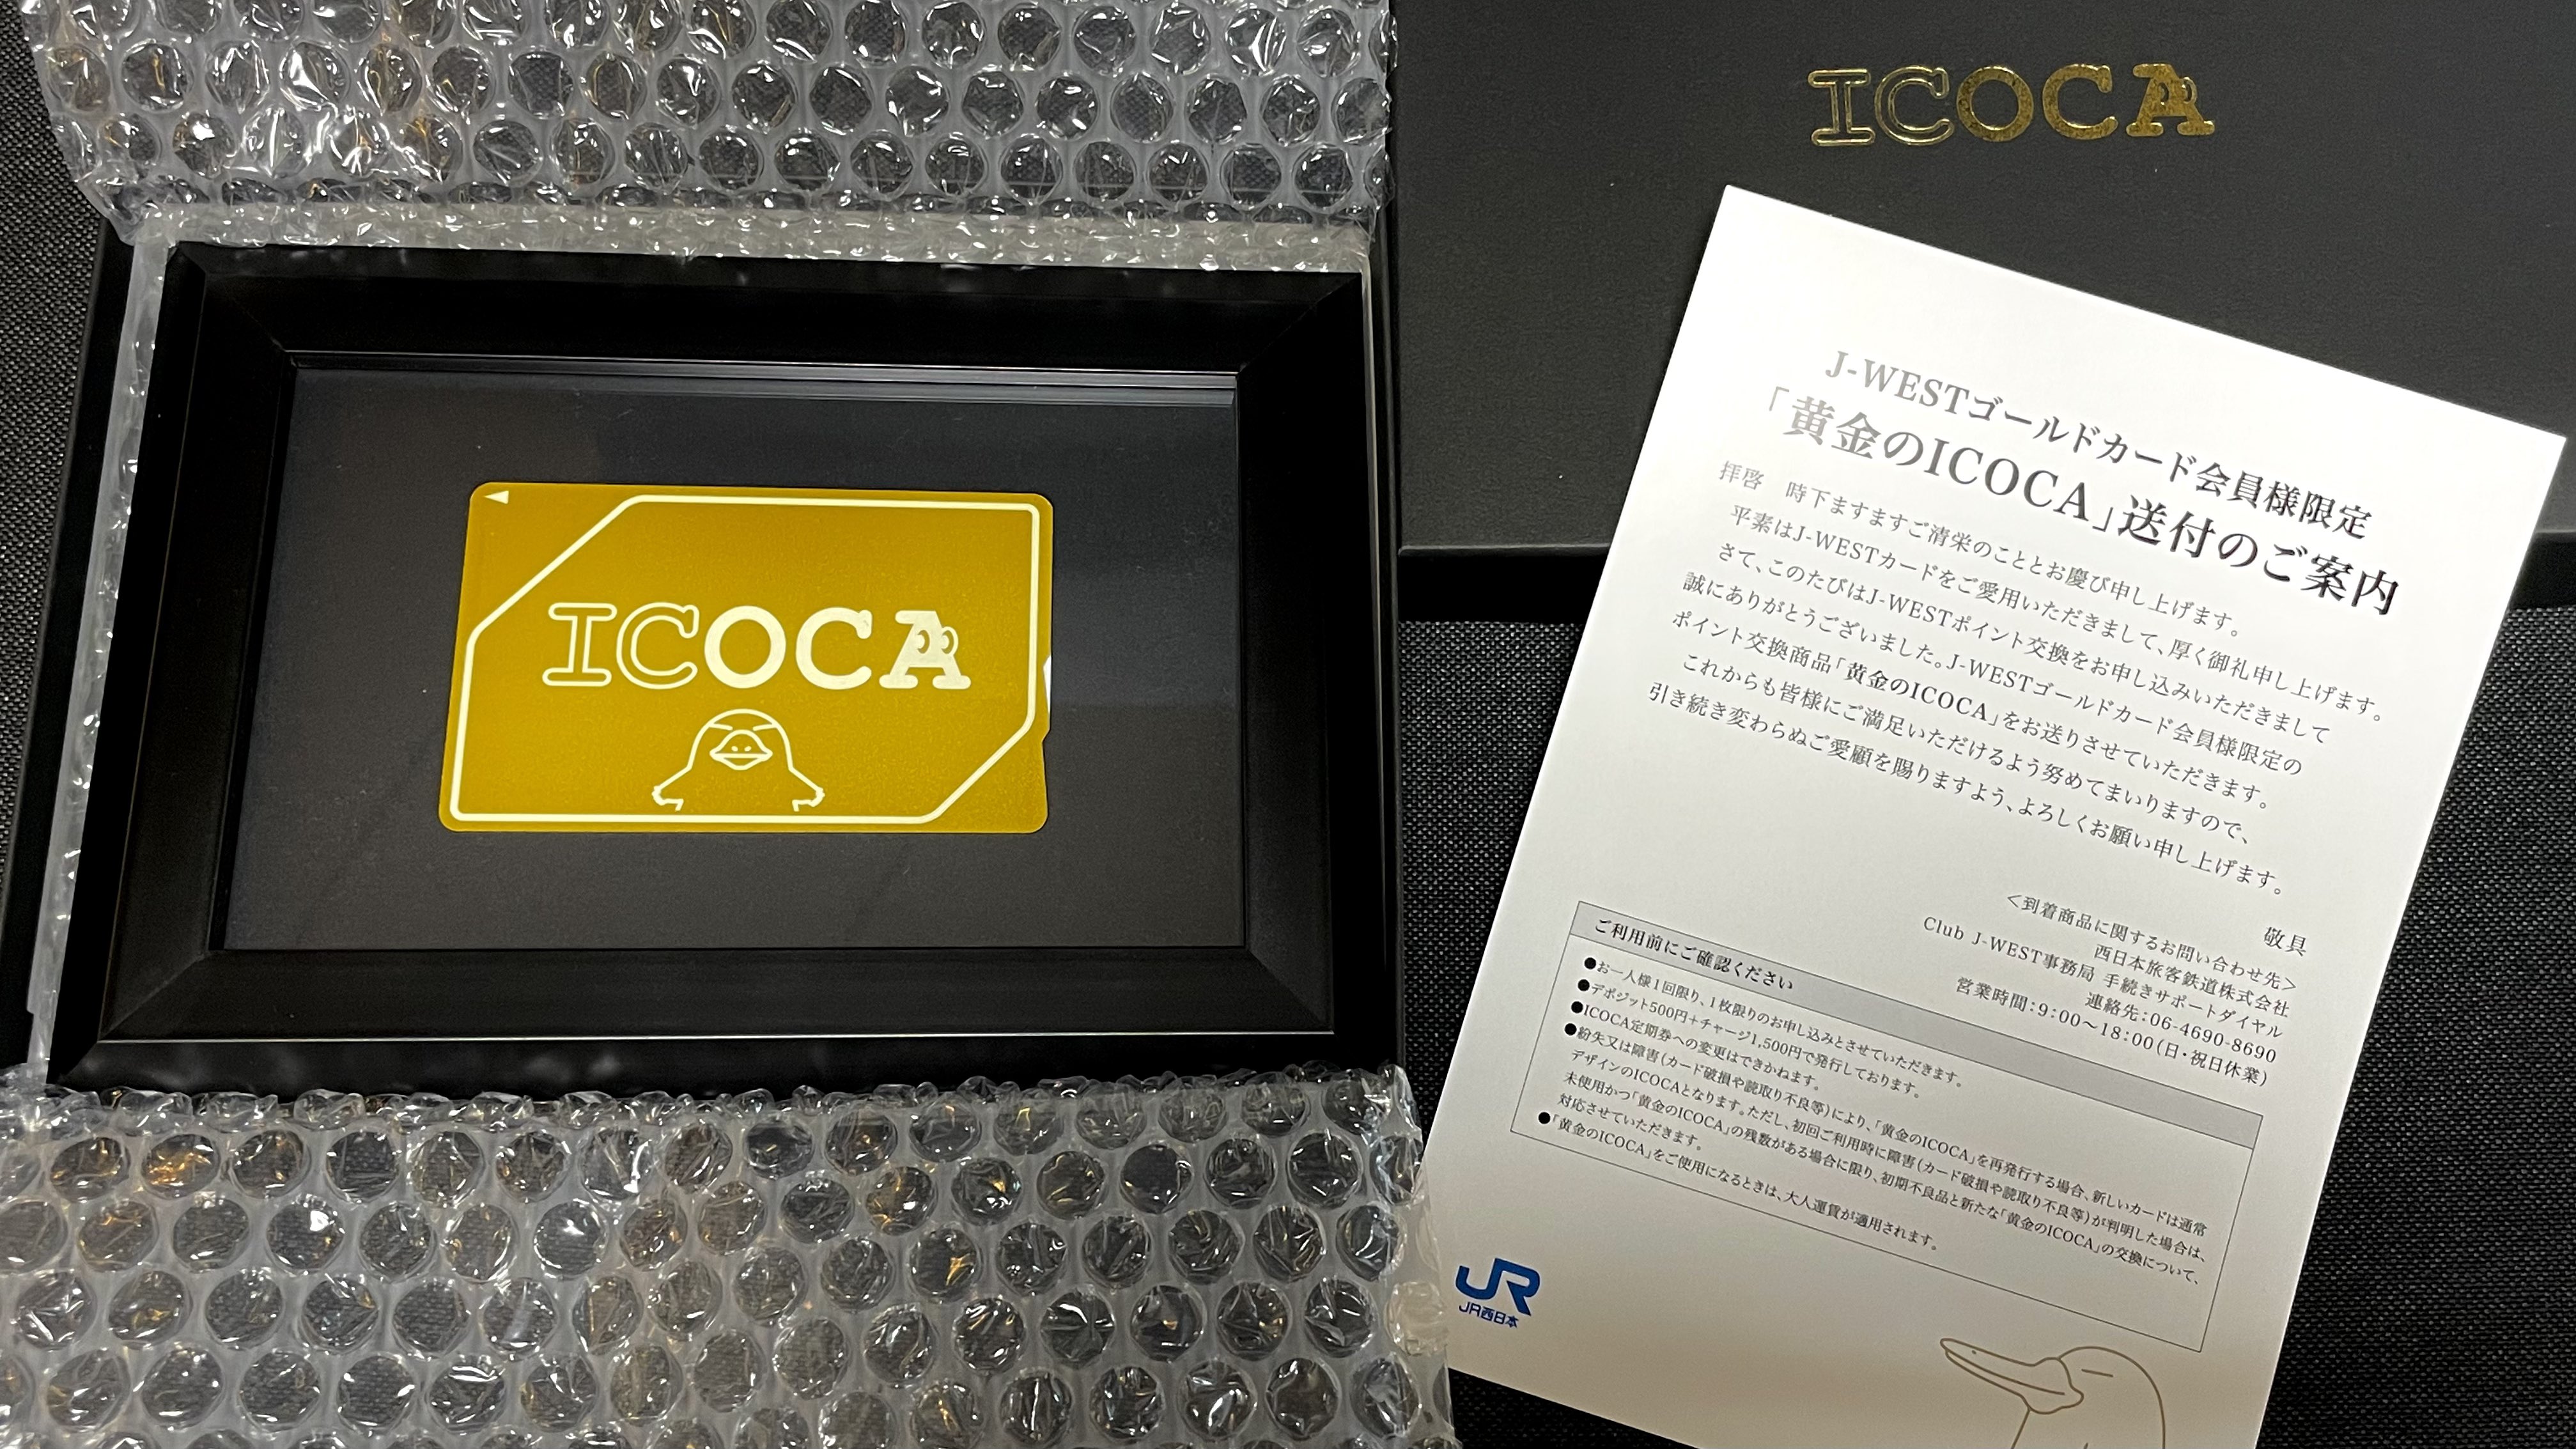 ICOCA
ICOCA
J-WESTゴールドカード会員様限定
「黄金のICOCA」送付のご案内
拝啓　時下ますますご清栄のこととお慶び申し上げます。
平素はJ-WESTカードをご愛用いただきまして、厚く御礼申し上げます。
さて、このたびはJ-WESTポイント交換をお申し込みいただきまして
誠にありがとうございました。J-WESTゴールドカード会員様限定の
ポイント交換商品「黄金のICOCA」をお送りさせていただきます。
これからも皆様にご満足いただけるよう努めてまいりますので、
引き続き変わらぬご愛顧を賜りますよう、よろしくお願い申し上げます。
敬具
＜到着商品に関するお問い合わせ先＞
西日本旅客鉄道株式会社
Club J-WEST事務局 手続きサポートダイヤル
連絡先：06-4690-8690
営業時間：9:00～18:00（日・祝日休業）
ご利用前にご確認ください
●お一人様1回限り、1枚限りのお申し込みとさせていただきます。
●デポジット500円＋チャージ1,500円で発行しております。
●ICOCA定期券への変更はできかねます。
●紛失又は障害（カード破損や読取り不良等）により、「黄金のICOCA」を再発行する場合、新しいカードは通常
デザインのICOCAとなります。ただし、初回ご利用時に障害（カード破損や読取り不良等）が判明した場合は、
未使用かつ「黄金のICOCA」の残数がある場合に限り、初期不良品と新たな「黄金のICOCA」の交換について、
対応させていただきます。
●「黄金のICOCA」をご使用になるときは、大人運賃が適用されます。
JR
JR西日本